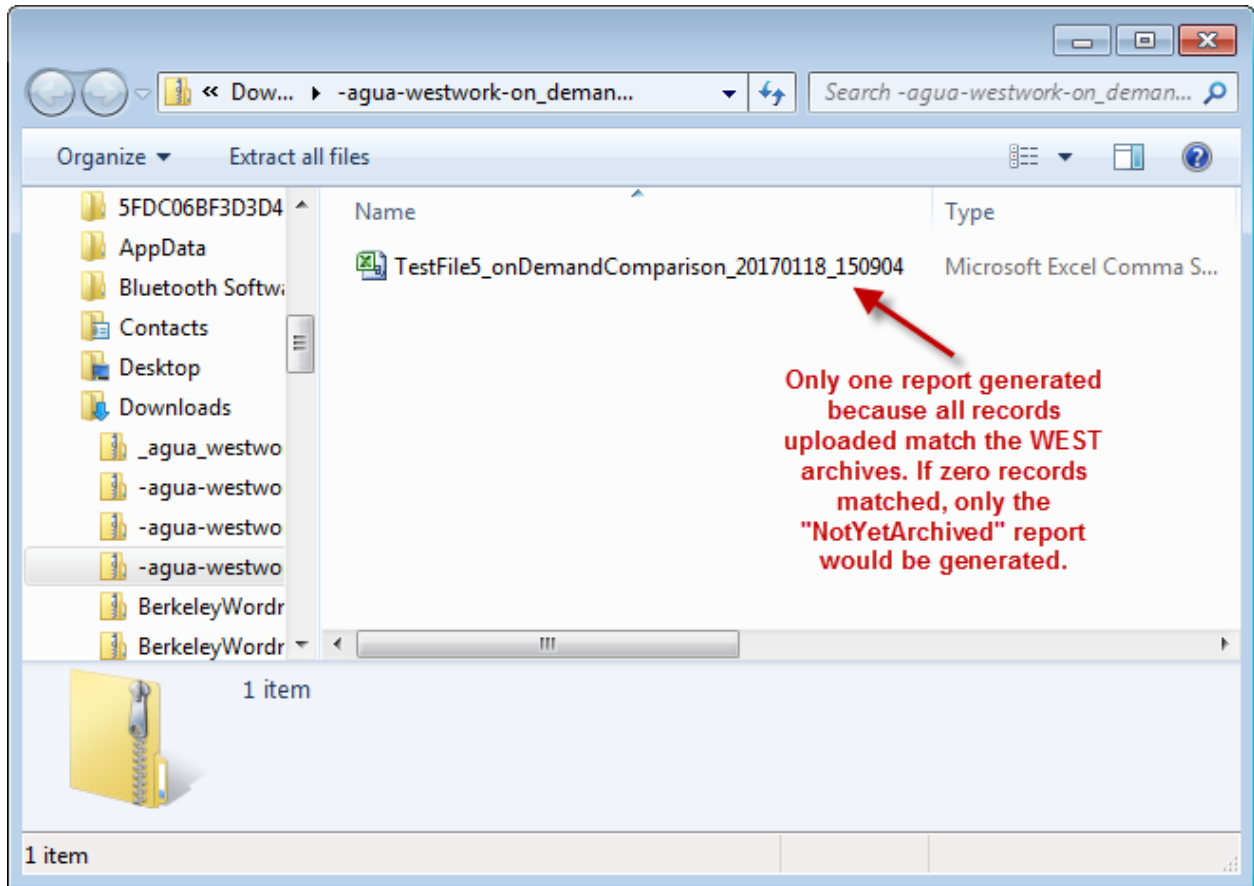 « Dow... ▸ -agua-westwork-on_deman...
Search -agua-westwork-on_deman...
Organize Extract all files
5FDC06BF3D3D4
AppData
Bluetooth Softw
Contacts
Desktop
Downloads
_agua_westwo
-agua-westwo
-agua-westwo
-agua-westwo
BerkeleyWordr
BerkeleyWordr
Name Type
TestFile5_onDemandComparison_20170118_150904 Microsoft Excel Comma S...
Only one report generated
because all records
uploaded match the WEST
archives. If zero records
matched, only the
"NotYetArchived" report
would be generated.
1 item
1 item